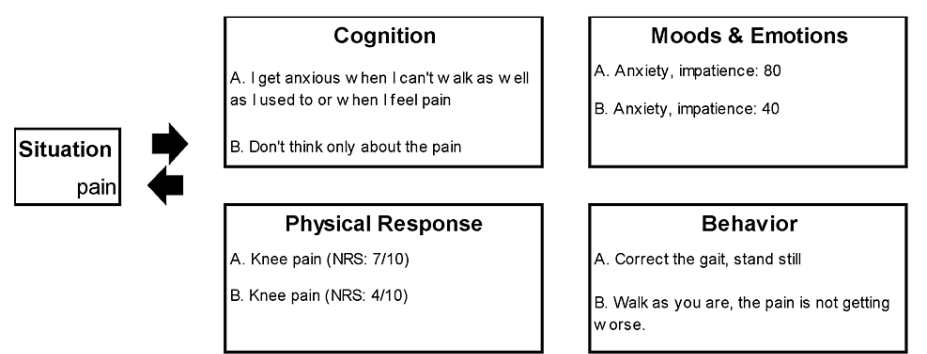 Situation
pain
Cognition
A. I get anxious when I can't walk as well
as I used to or when I feel pain
B. Don't think only about the pain
Moods & Emotions
A. Anxiety, impatience: 80
B. Anxiety, impatience: 40
Physical Response
A. Knee pain (NRS: 7/10)
B. Knee pain (NRS: 4/10)
Behavior
A. Correct the gait, stand still
B. Walk as you are, the pain is not getting
worse.